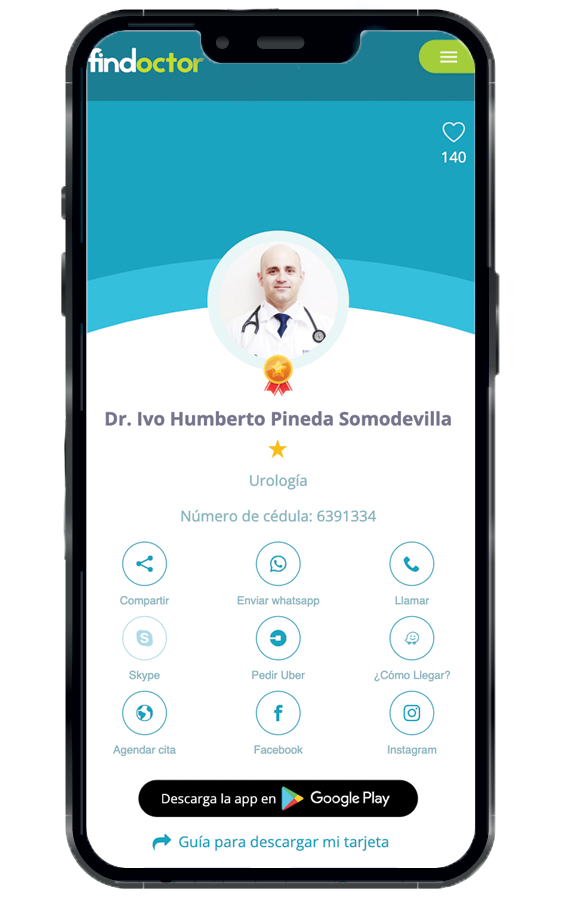 findoctor
140
Dr. Ivo Humberto Pineda Somodevilla
Urología
Número de cédula: 6391334
Compartir
Enviar whatsapp
Llamar
Skype
Pedir Uber
¿Cómo Llegar?
Agendar cita
Facebook
Instagram
Descarga la app en Google Play
Guía para descargar mi tarjeta